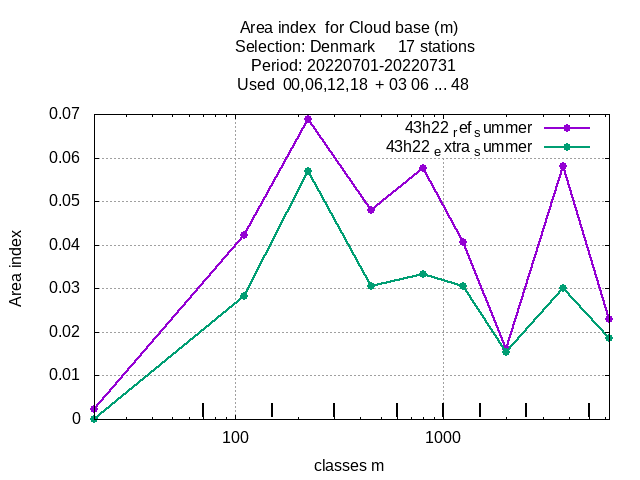 Area index  for Cloud base (m)
Selection: Denmark     17 stations
Period: 20220701-20220731
Used  00,06,12,18  + 03 06 ... 48
0.07
0.06
0.05
0.04
0.03
0.02
0.01
0
Area index
43h22 ref summer
43h22 extra summer
100
1000
classes m